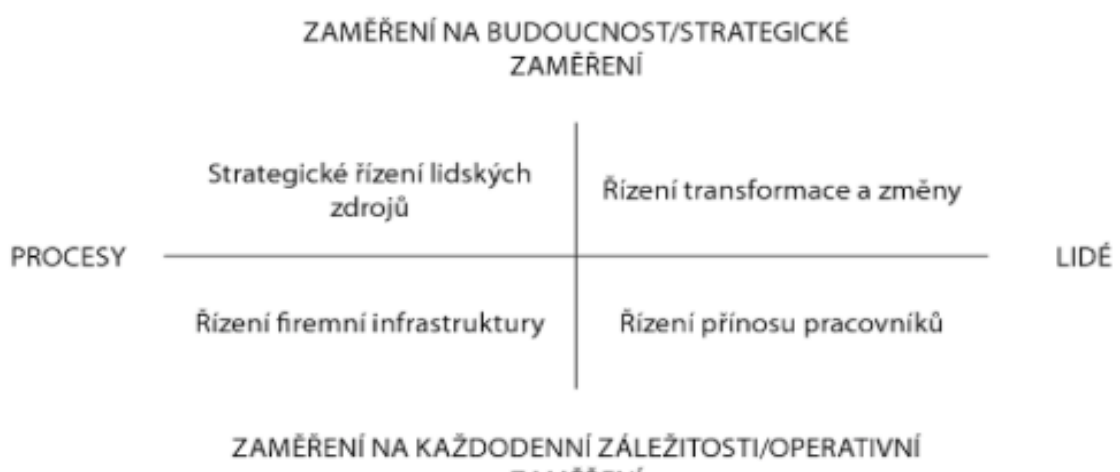 ZAMĚŘENÍ NA BUDOUCNOST/STRATEGICKÉ
ZAMĚŘENÍ
Strategické řízení lidských
zdrojů
Řízení transformace a změny
PROCESY
LIDÉ
Řízení firemní infrastruktury
Řízení přínosu pracovníků
ZAMĚŘENÍ NA KAŽDODENNÍ ZÁLEŽITOSTI/OPERATIVNÍ